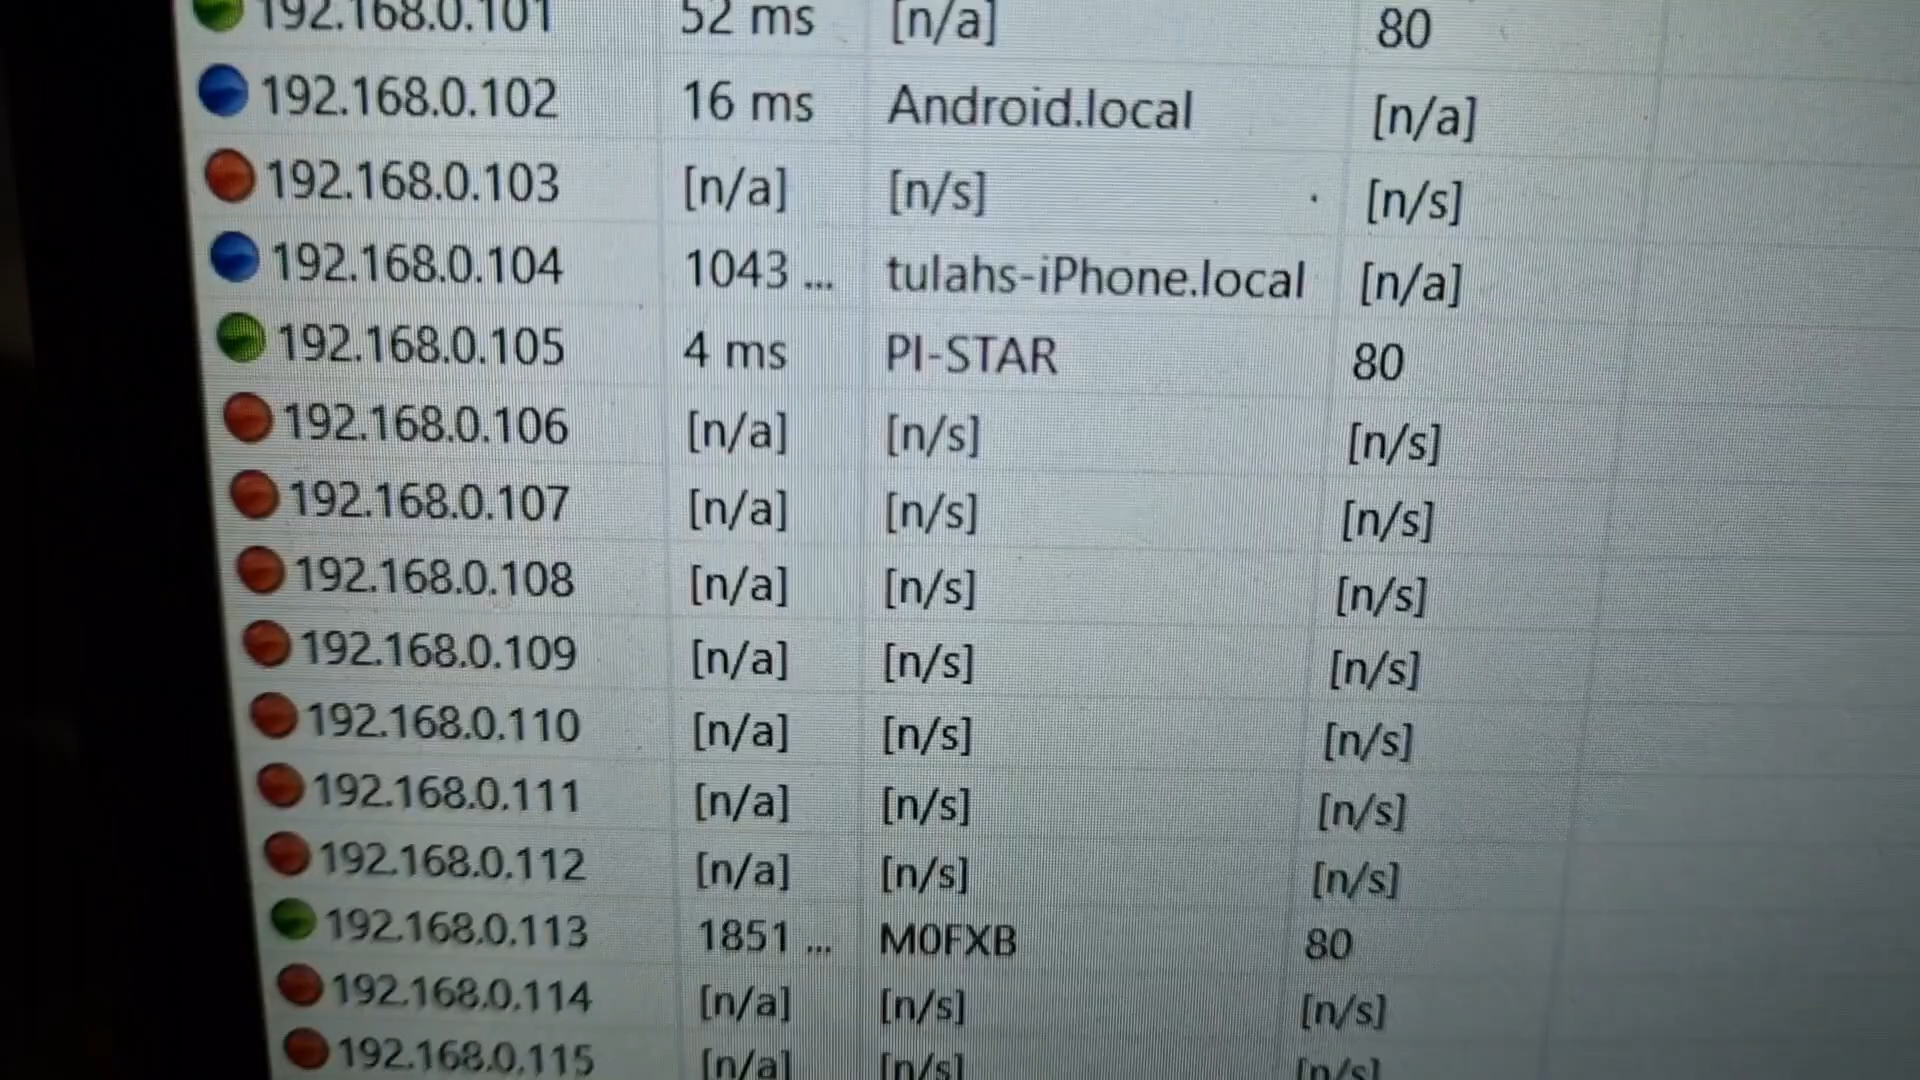 192.168.0.101 52 ms [n/a] 80
192.168.0.102 16 ms Android.local [n/a]
192.168.0.103 [n/a] [n/s] [n/s]
192.168.0.104 1043 ... tulahs-iPhone.local [n/a]
192.168.0.105 4 ms PI-STAR 80
192.168.0.106 [n/a] [n/s] [n/s]
192.168.0.107 [n/a] [n/s] [n/s]
192.168.0.108 [n/a] [n/s] [n/s]
192.168.0.109 [n/a] [n/s] [n/s]
192.168.0.110 [n/a] [n/s] [n/s]
192.168.0.111 [n/a] [n/s] [n/s]
192.168.0.112 [n/a] [n/s] [n/s]
192.168.0.113 1851 ... M0FXB 80
192.168.0.114 [n/a] [n/s] [n/s]
192.168.0.115 [n/a] [n/s] [n/s]